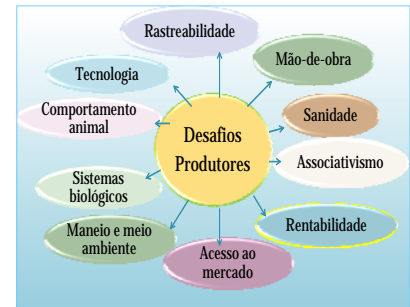 Rastreabilidade
Mão-de-obra
Tecnologia
Comportamento
animal
Sanidade
Desafios
Produtores
Associativismo
Sistemas
biológicos
Rentabilidade
Maneio e meio
ambiente
Acesso ao
mercado